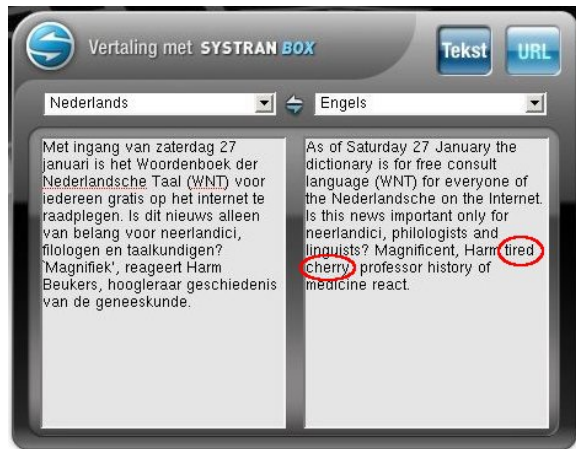 Vertaling met SYSTRAN BOX
Tekst
URL
Nederlands
Engels
Met ingang van zaterdag 27
januari is het Woordenboek der
Nederlandsche Taal (WNT) voor
iedereen gratis op het internet te
raadplegen. Is dit nieuws alleen
van belang voor neerlandici,
filologen en taalkundigen?
`Magnifiek', reageert Harm
Beukers, hoogleraar geschiedenis
van de geneeskunde.
As of Saturday 27 January the
dictionary is for free consult
language (WNT) for everyone of
the Nederlandsche on the Internet.
Is this news important only for
neerlandici, philologists and
linguists? Magnificent, Harm tired
cherry, professor history of
medicine react.